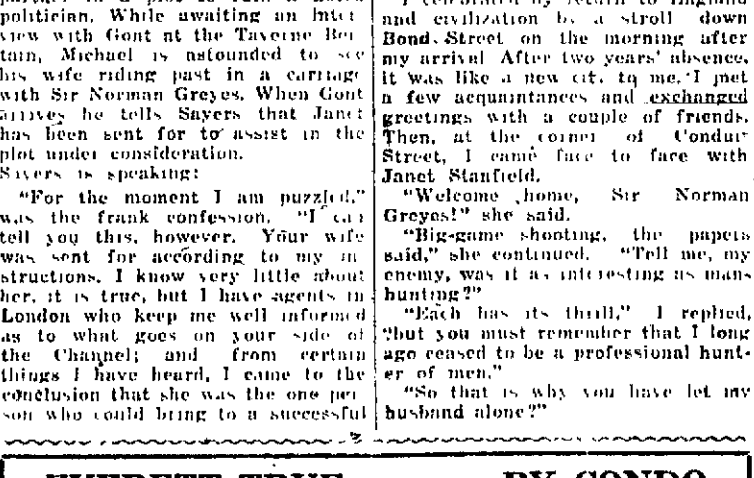 politician. While awaiting an inter
view with Gont at the Taverne Ber
tain, Michael is astounded to see
his wife riding past in a carriage
with Sir Norman Greyes. When Gont
arrives he tells Sayers that Janet
has been sent for to assist in the
plot under consideration.
Sayers is speaking:
"For the moment I am puzzled,"
was the frank confession. "I can
tell you this, however. Your wife
was sent for according to my in
structions. I know very little about
her, it is true, but I have agents in
London who keep me well informed
as to what goes on your side of
the Channel; and from certain
things I have heard, I came to the
conclusion that she was the one per
son who could bring to a successful
I celebrated my return to England
and civilization by a stroll down
Bond Street on the morning after
my arrival After two years' absence,
it was like a new city to me. I met
a few acquaintances and exchanged
greetings with a couple of friends.
Then, at the corner of Conduit
Street, I came face to face with
Janet Stanfield.
"Welcome home, Sir Norman
Greyes!" she said.
"Big-game shooting, the papers
said," she continued. "Tell me, my
enemy, was it as interesting as man-
hunting?"
"Each has its thrill," I replied,
"but you must remember that I long
ago ceased to be a professional hunt-
er of men."
"So that is why you have let my
husband alone?"
EVERETT TRUE BY CONDO